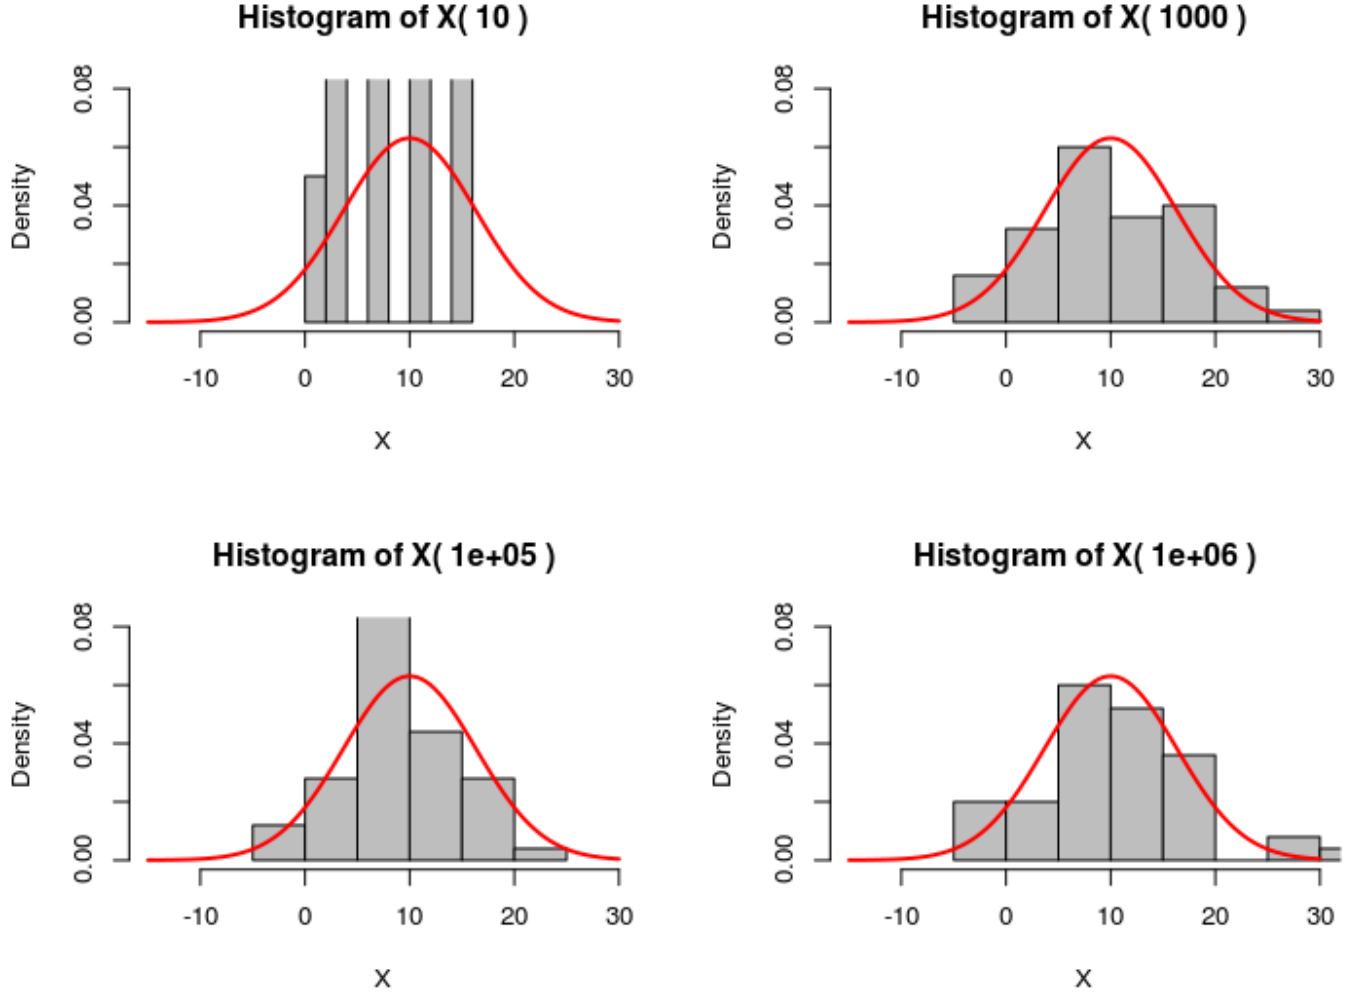 Histogram of X( 10 )
Density
0.00 0.04 0.08
-10 0 10 20 30
X
Histogram of X( 1000 )
Density
0.00 0.04 0.08
-10 0 10 20 30
X
Histogram of X( 1e+05 )
Density
0.00 0.04 0.08
-10 0 10 20 30
X
Histogram of X( 1e+06 )
Density
0.00 0.04 0.08
-10 0 10 20 30
X